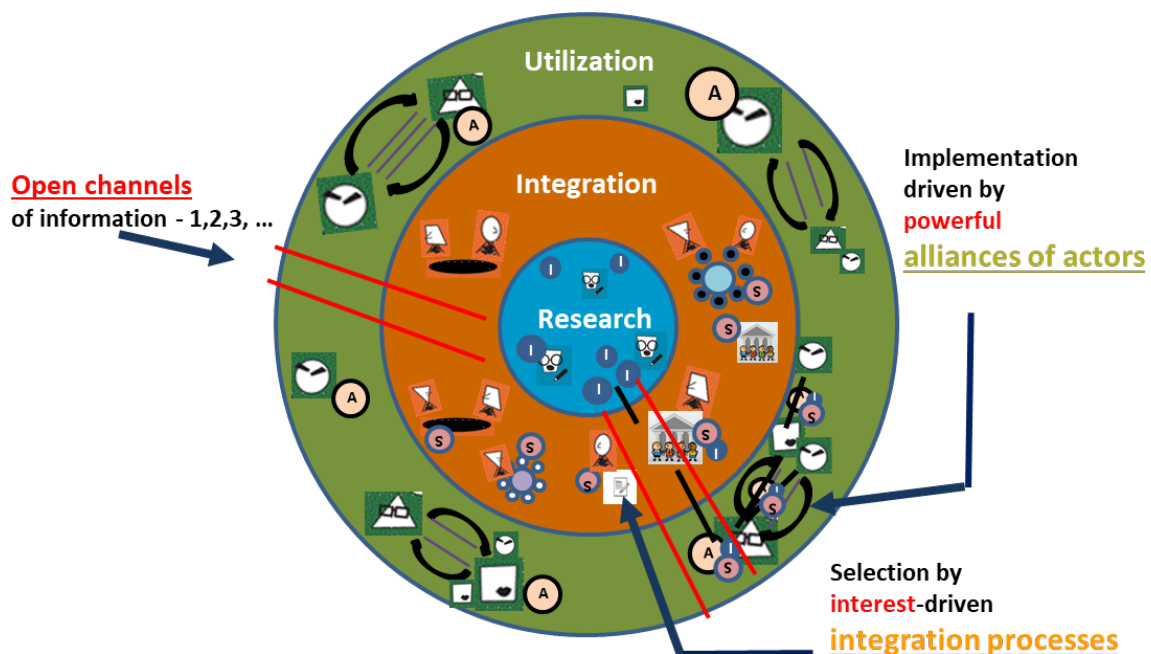 Utilization
A
A
Integration
Open channels
of information - 1,2,3, ...
Implementation
driven by
powerful
alliances of actors
I
I
S
Research
S
I
I
I
I
A
S
S
S
I
I
S
S
A
I
S
A
I
S
A
Selection by
interest-driven
integration processes